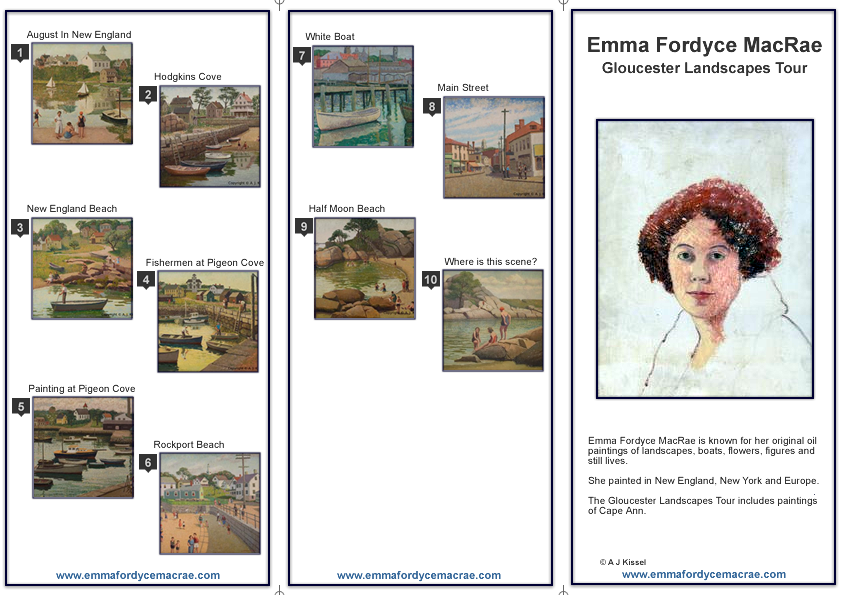 August In New England
1
Hodgkins Cove
2
New England Beach
3
Fishermen at Pigeon Cove
4
Painting at Pigeon Cove
5
Rockport Beach
6
www.emmafordycemacrae.com
White Boat
7
Main Street
8
Half Moon Beach
9
Where is this scene?
10
www.emmafordycemacrae.com
Emma Fordyce MacRae
Gloucester Landscapes Tour
Emma Fordyce MacRae is known for her original oil
paintings of landscapes, boats, flowers, figures and
still lives.
She painted in New England, New York and Europe.
The Gloucester Landscapes Tour includes paintings
of Cape Ann.
© A J Kissel
www.emmafordycemacrae.com